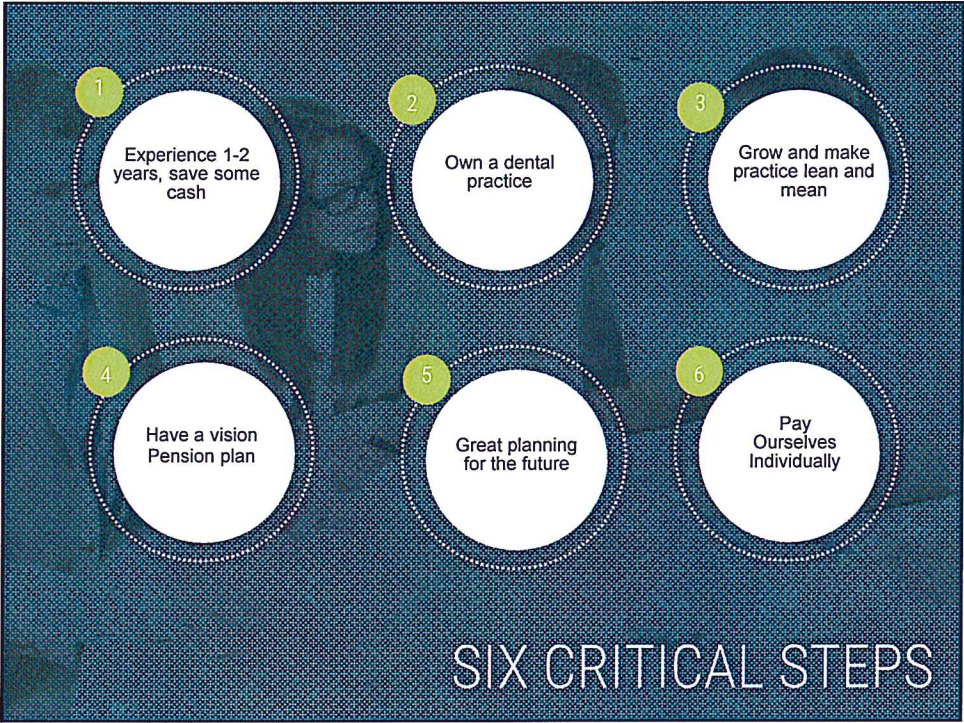 1
Experience 1-2
years, save some
cash
2
Own a dental
practice
3
Grow and make
practice lean and
mean
4
Have a vision
Pension plan
5
Great planning
for the future
6
Pay
Ourselves
Individually
SIX CRITICAL STEPS